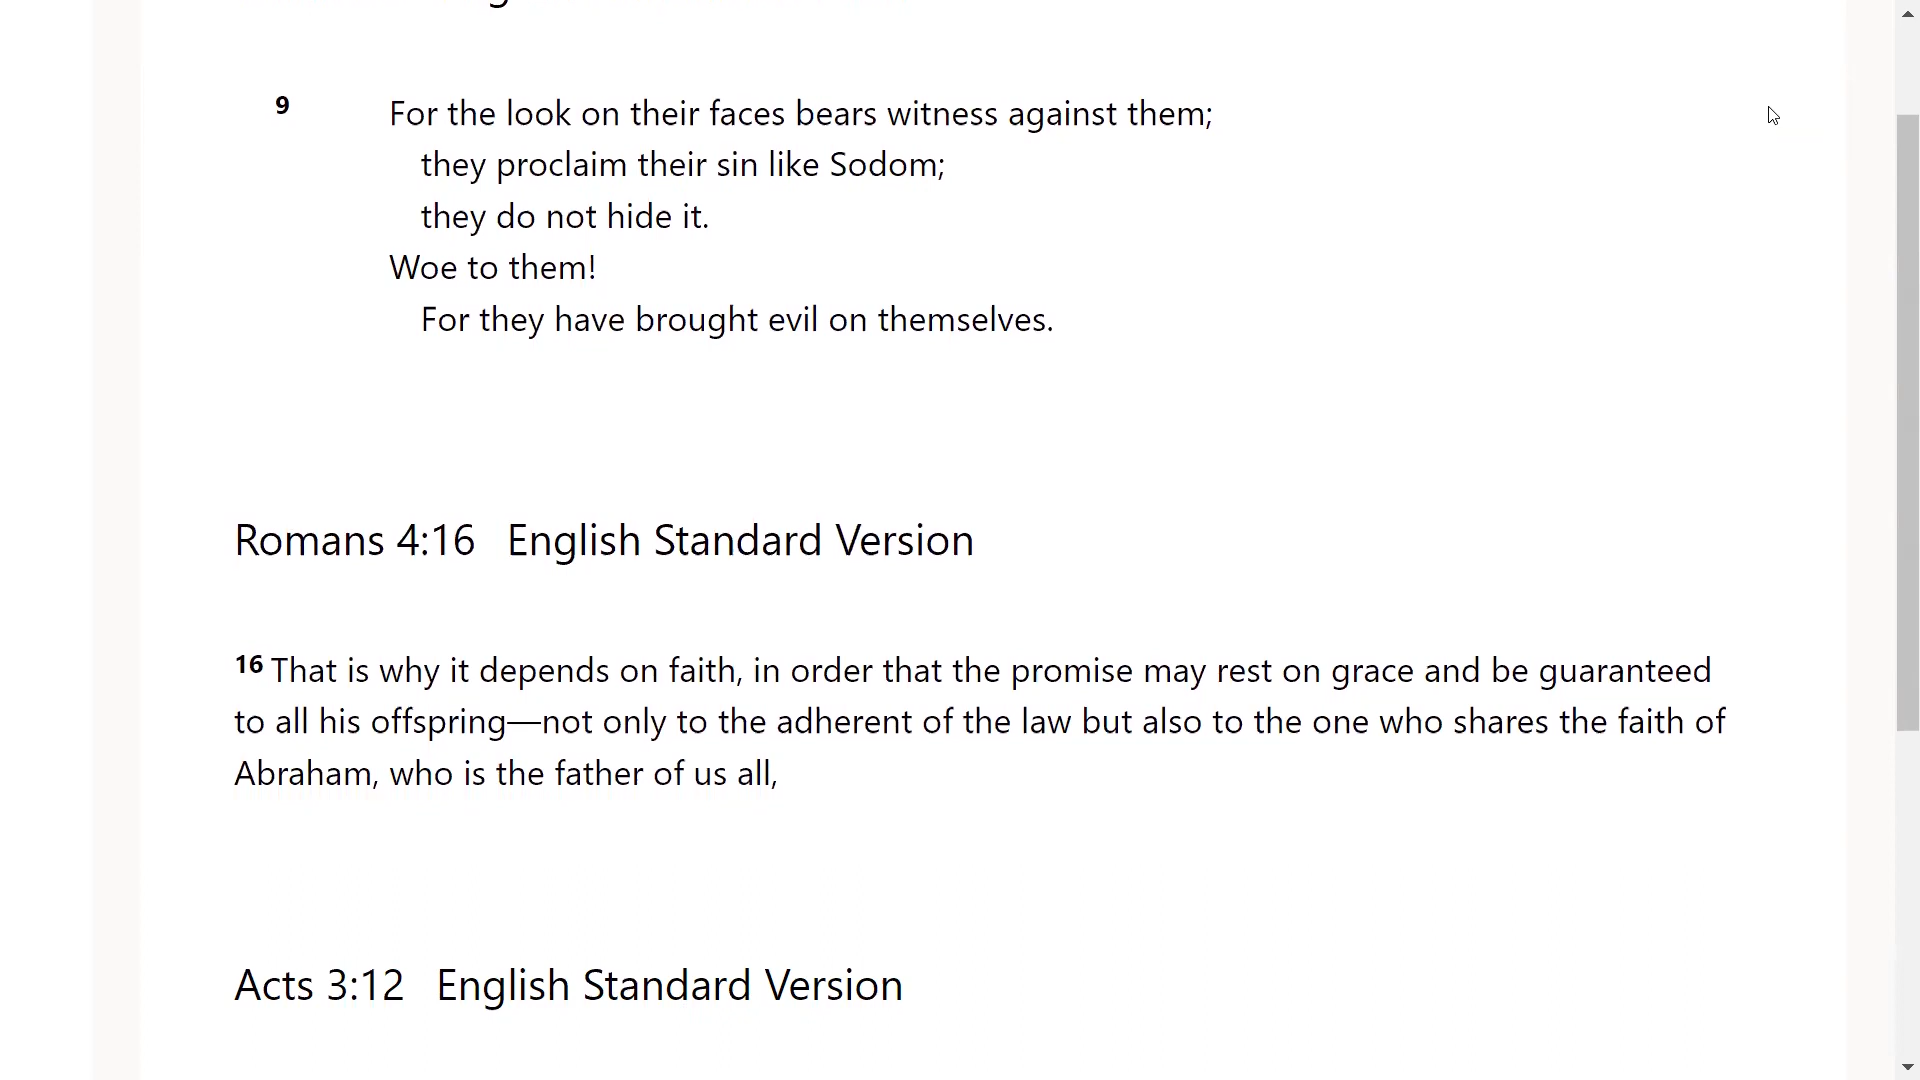 9 For the look on their faces bears witness against them;
they proclaim their sin like Sodom;
they do not hide it.
Woe to them!
For they have brought evil on themselves.
Romans 4:16 English Standard Version
16 That is why it depends on faith, in order that the promise may rest on grace and be guaranteed
to all his offspring—not only to the adherent of the law but also to the one who shares the faith of
Abraham, who is the father of us all,
Acts 3:12 English Standard Version